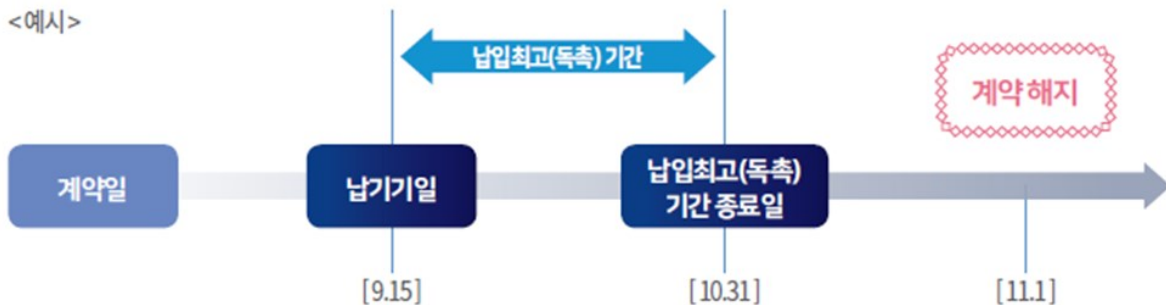 <예시>
납입최고(독촉) 기간
계약 해지
계약일
납기기일
납입최고(독촉)
기간 종료일
[9.15]
[10.31]
[11.1]